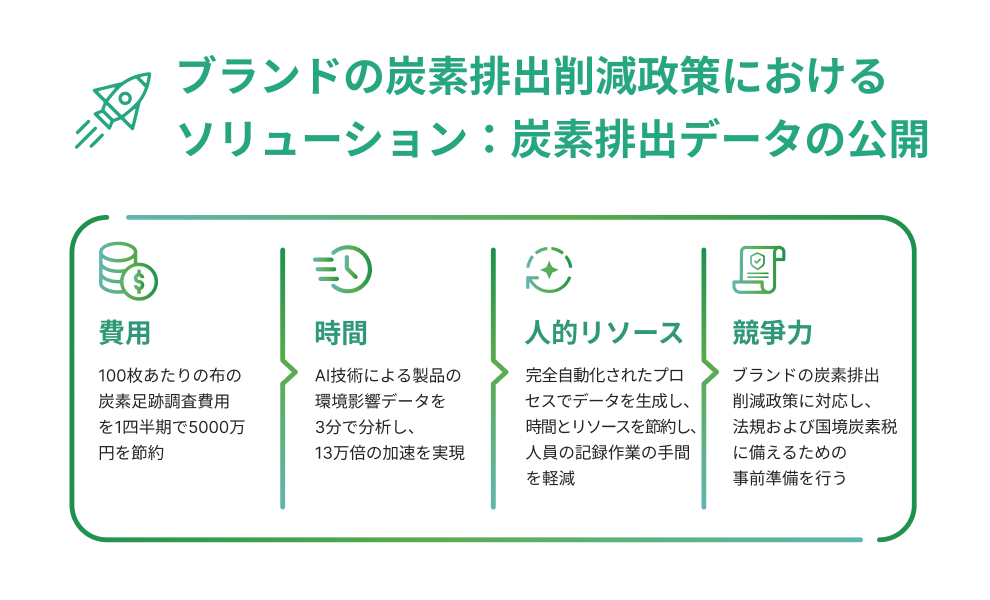 ブランドの炭素排出削減政策における
ソリューション：炭素排出データの公開
費用
100枚あたりの布の
炭素足跡調査費用
を1四半期で5000万
円を節約
時間
AI技術による製品の
環境影響データを
3分で分析し、
13万倍の加速を実現
人的リソース
完全自動化されたプロ
セスでデータを生成し、
時間とリソースを節約し、
人員の記録作業の手間
を軽減
競爭力
ブランドの炭素排出
削減政策に対応し、
法規および国境炭素税
に備えるための
事前準備を行う